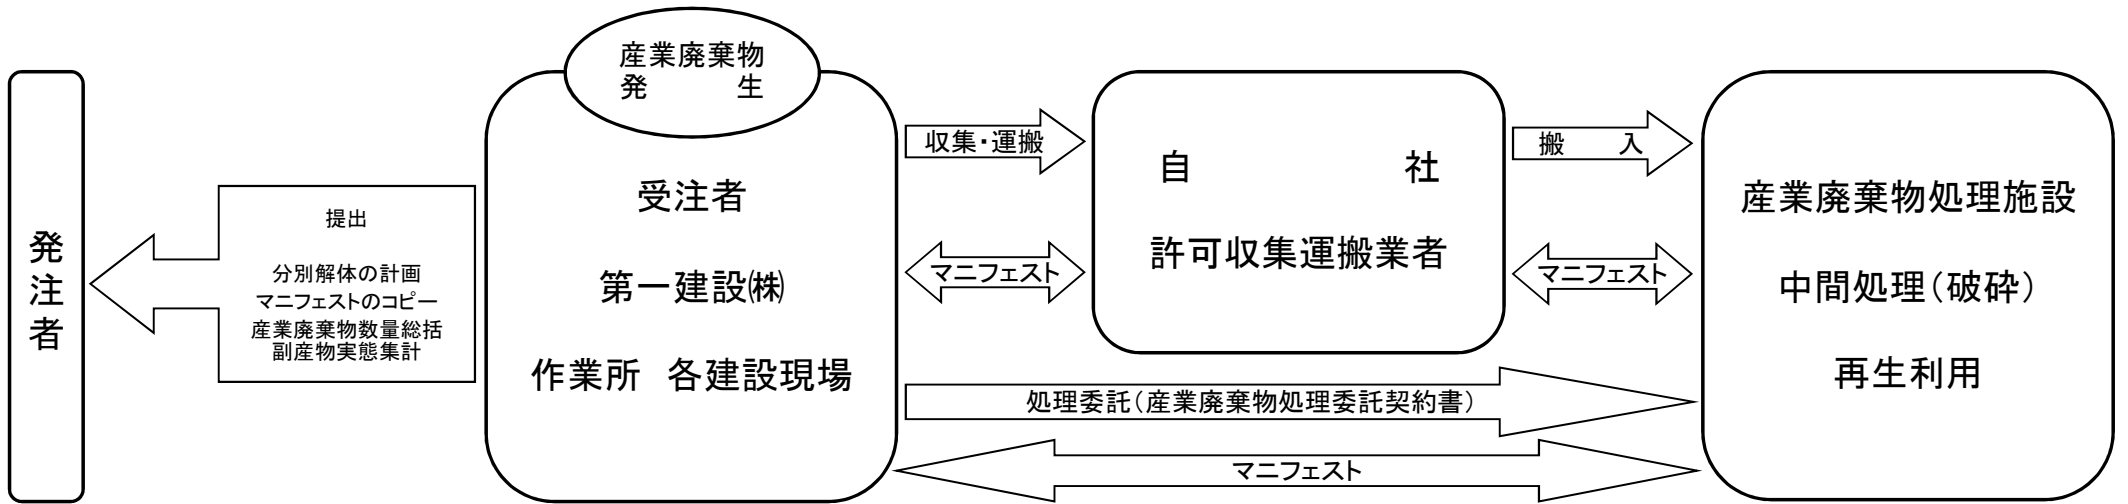 発注者
提出
分別解体の計画
マニフェストのコピー
産業廃棄物数量総括
副産物実態集計
産業廃棄物
発　　　生
受注者
第一建設㈱
作業所　各建設現場
収集・運搬
マニフェスト
自　　　　　社
許可収集運搬業者
搬　　入
マニフェスト
処理委託(産業廃棄物処理委託契約書)
マニフェスト
産業廃棄物処理施設
中間処理(破砕)
再生利用